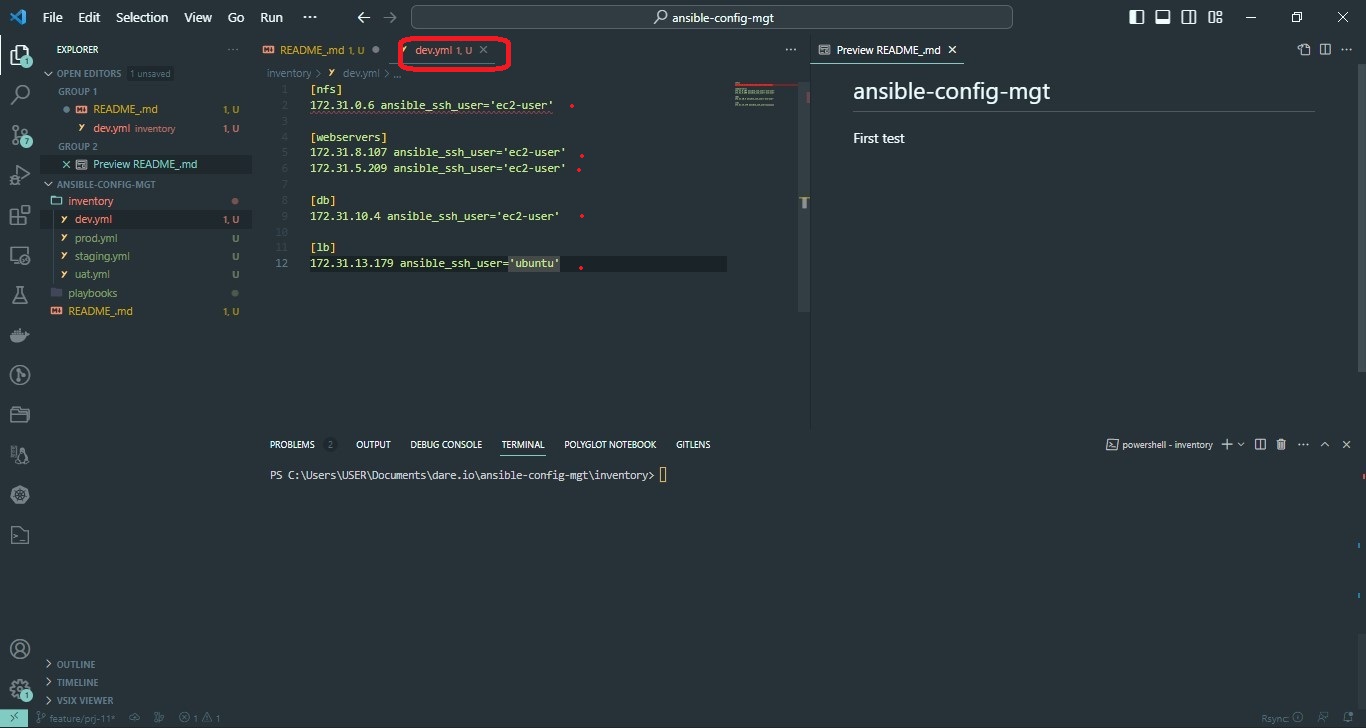 File Edit Selection View Go Run ··· ansible-config-mgt
EXPLORER ···
OPEN EDITORS 1 unsaved
GROUP 1
README_.md 1, U
dev.yml inventory 1, U
GROUP 2
Preview README_.md
ANSIBLE-CONFIG-MGT
inventory
dev.yml 1, U
prod.yml U
staging.yml U
uat.yml U
playbooks
README_.md 1, U
OUTLINE
TIMELINE
VSIX VIEWER
1
7
1
README_.md 1, U dev.yml 1, U ···
inventory > dev.yml > ...
1 [nfs]
2 172.31.0.6 ansible_ssh_user='ec2-user'
3
4 [webservers]
5 172.31.8.107 ansible_ssh_user='ec2-user'
6 172.31.5.209 ansible_ssh_user='ec2-user'
7
8 [db]
9 172.31.10.4 ansible_ssh_user='ec2-user'
10
11 [lb]
12 172.31.13.179 ansible_ssh_user='ubuntu'
Preview README_.md ···
ansible-config-mgt
First test
PROBLEMS 2 OUTPUT DEBUG CONSOLE TERMINAL POLYGLOT NOTEBOOK GITLENS powershell - inventory ···
PS C:\Users\USER\Documents\dare.io\ansible-config-mgt\inventory>
feature/prj-11* 1 1 Rsync: